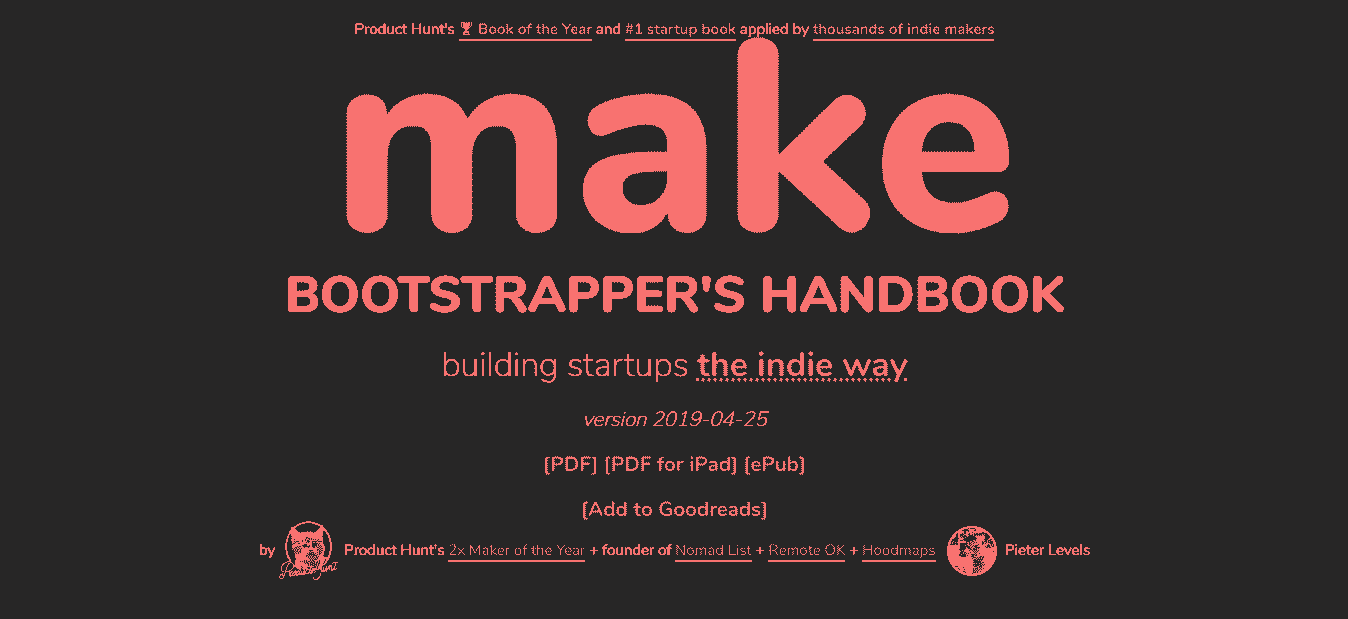 Product Hunt's 🏆 Book of the Year and #1 startup book applied by thousands of indie makers
make
BOOTSTRAPPER'S HANDBOOK
building startups the indie way
version 2019-04-25
[PDF] [PDF for iPad] [ePub]
[Add to Goodreads]
by Product Hunt Product Hunt's 2x Maker of the Year + founder of Nomad List + Remote OK + Hoodmaps Pieter Levels